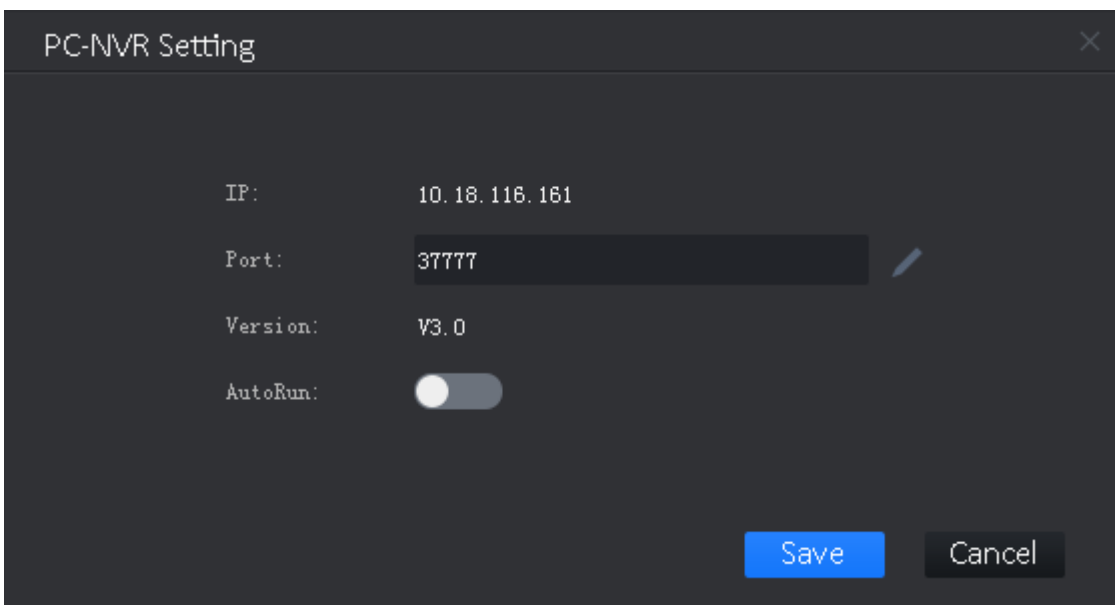 PC-NVR Setting
IP: 10.18.116.161
Port: 37777
Version: V3.0
AutoRun:
Save Cancel